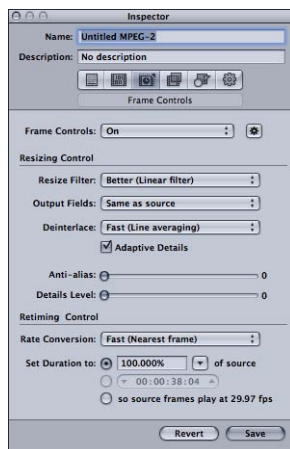 Inspector
Name: Untitled MPEG-2
Description: No description
Frame Controls
Frame Controls: On
Resizing Control
Resize Filter: Better (Linear filter)
Output Fields: Same as source
Deinterlace: Fast (Line averaging)
Adaptive Details
Anti-alias: 0
Details Level: 0
Retiming Control
Rate Conversion: Fast (Nearest frame)
Set Duration to: 100.000% of source
00:00:38:04
so source frames play at 29.97 fps
Revert Save